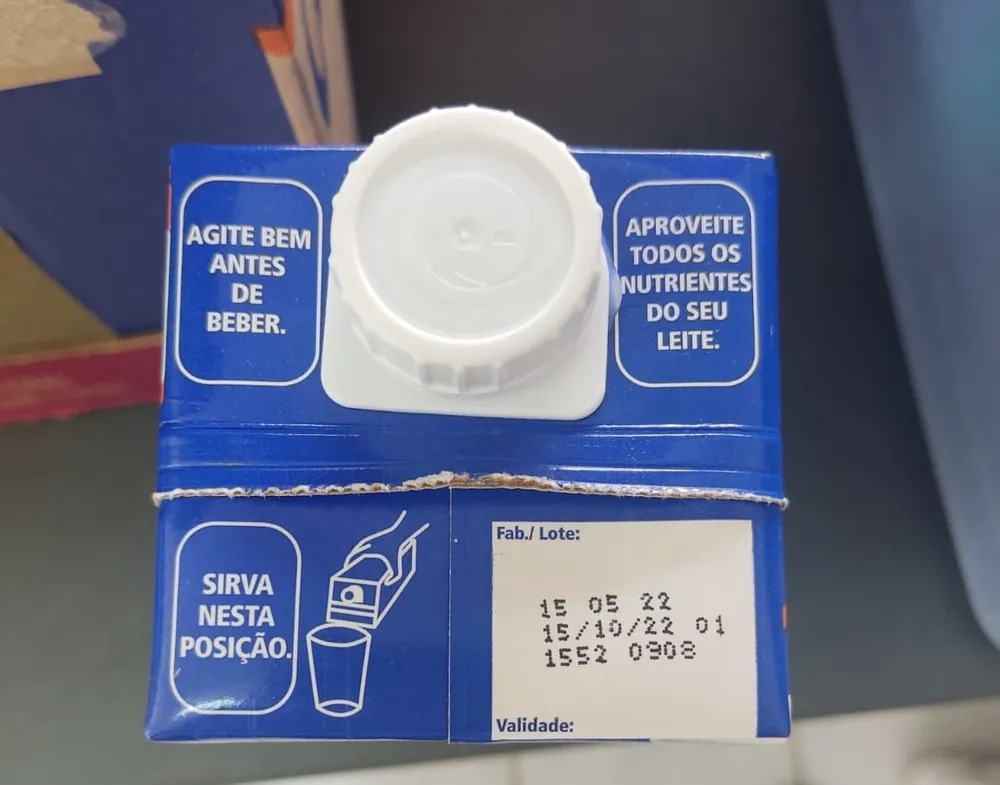 AGITE BEM
ANTES
DE
BEBER.
APROVEITE
TODOS OS
NUTRIENTES
DO SEU
LEITE.
SIRVA
NESTA
POSIÇÃO.
Fab./ Lote:
15 05 22
15/10/22 01
1552 0908
Validade: